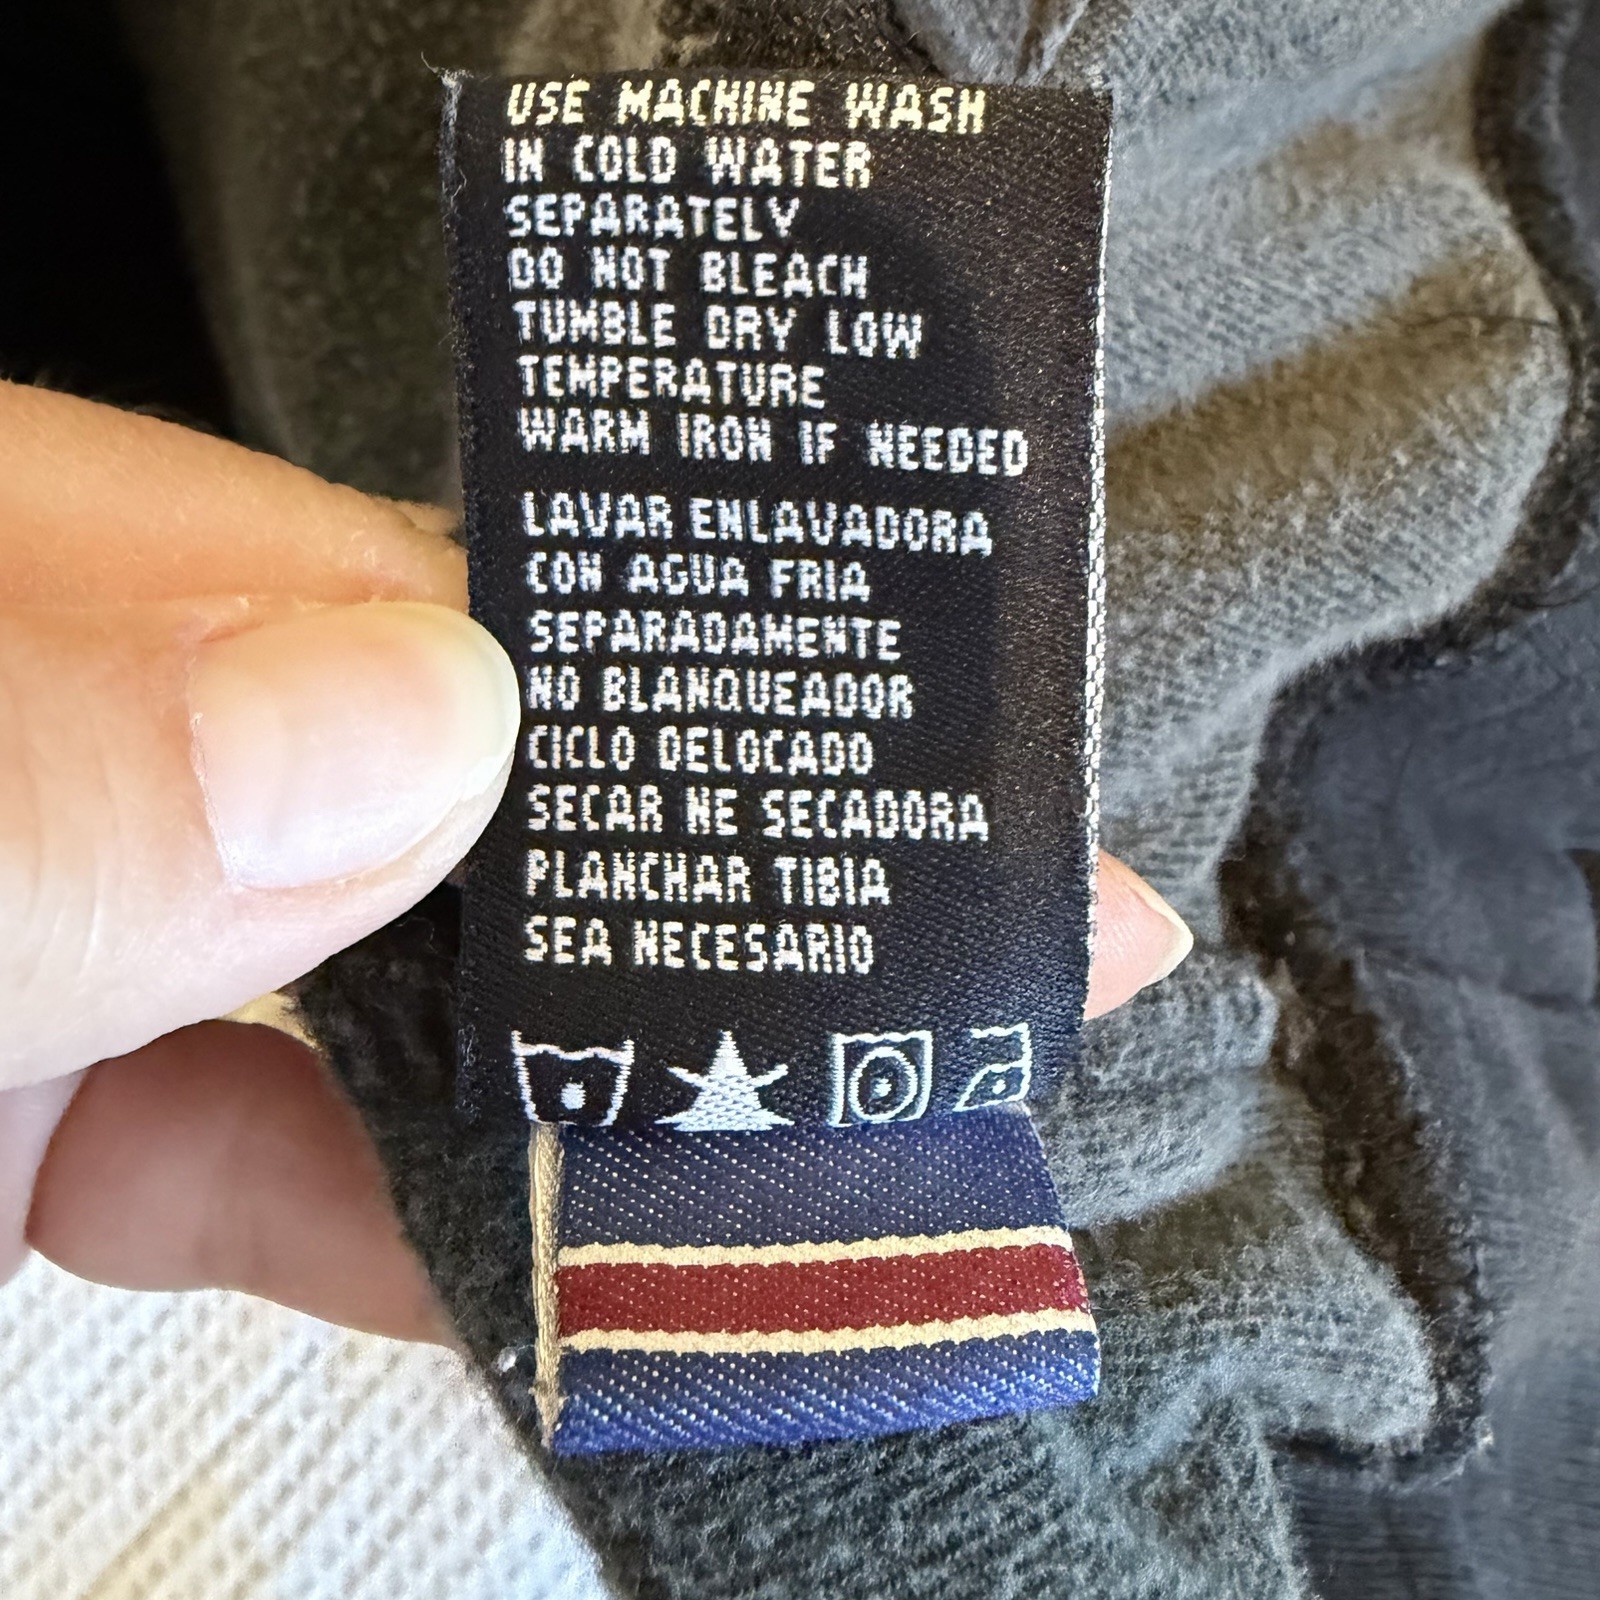 USE MACHINE WASH
IN COLD WATER
SEPARATELY
DO NOT BLEACH
TUMBLE DRY LOW
TEMPERATURE
WARM IRON IF NEEDED
LAVAR ENLAVADORA
CON AGUA FRIA
SEPARADAMENTE
NO BLANQUEADOR
CICLO DELOCADO
SECAR NE SECADORA
PLANCHAR TIBIA
SEA NECESARIO